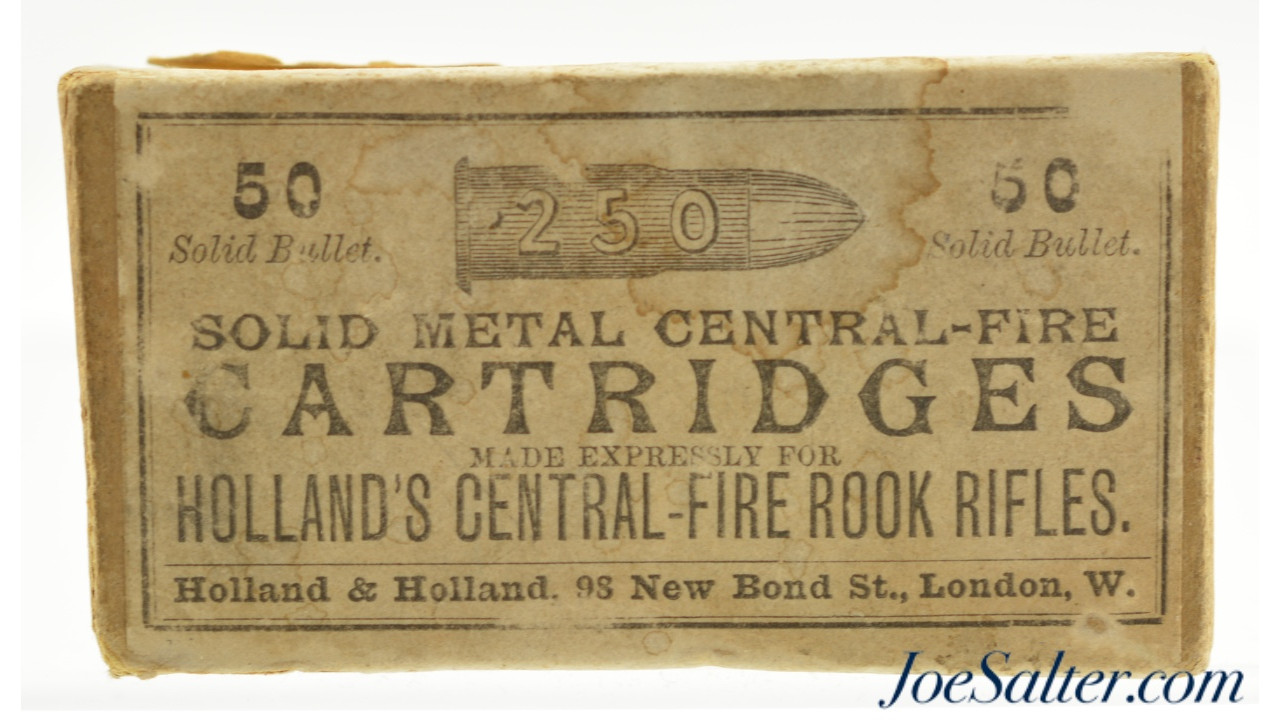 50 250 50
Solid Bullet. Solid Bullet.
SOLID METAL CENTRAL-FIRE
CARTRIDGES
MADE EXPRESSLY FOR
HOLLAND'S CENTRAL-FIRE ROOK RIFLES.
Holland & Holland. 98 New Bond St., London, W.
JoeSalter.com